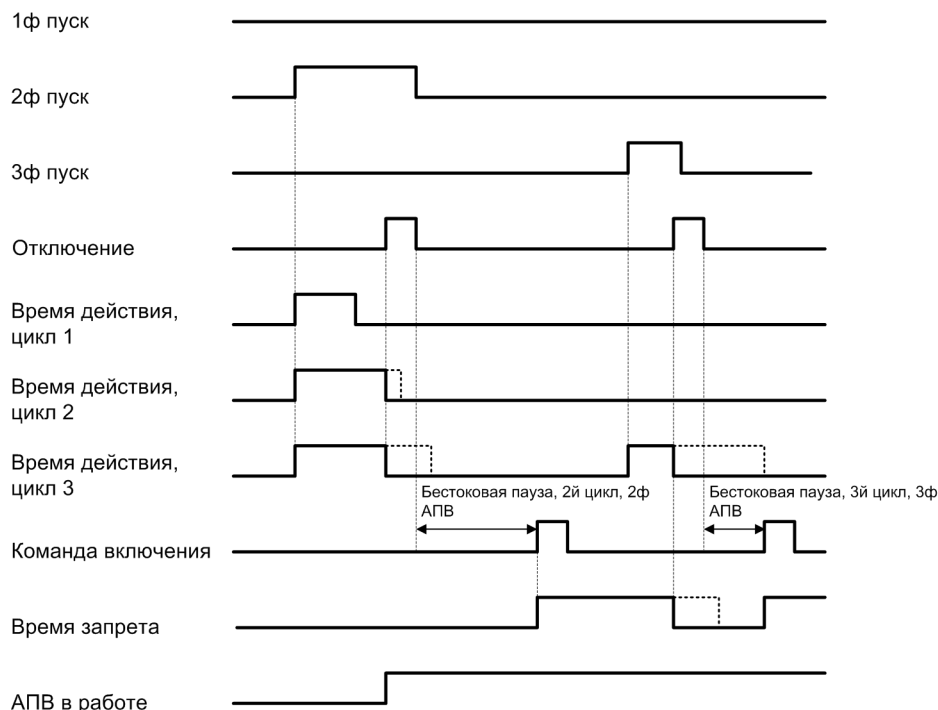 1ф пуск
2ф пуск
3ф пуск
Отключение
Время действия,
цикл 1
Время действия,
цикл 2
Время действия,
цикл 3
Бестоковая пауза, 2й цикл, 2ф
АПВ
Бестоковая пауза, 3й цикл, 3ф
АПВ
Команда включения
Время запрета
АПВ в работе